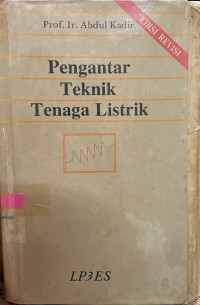 Prof. Ir. Abdul Kadir
EDISI REVISI
Pengantar
Teknik
Tenaga Listrik
LP3ES